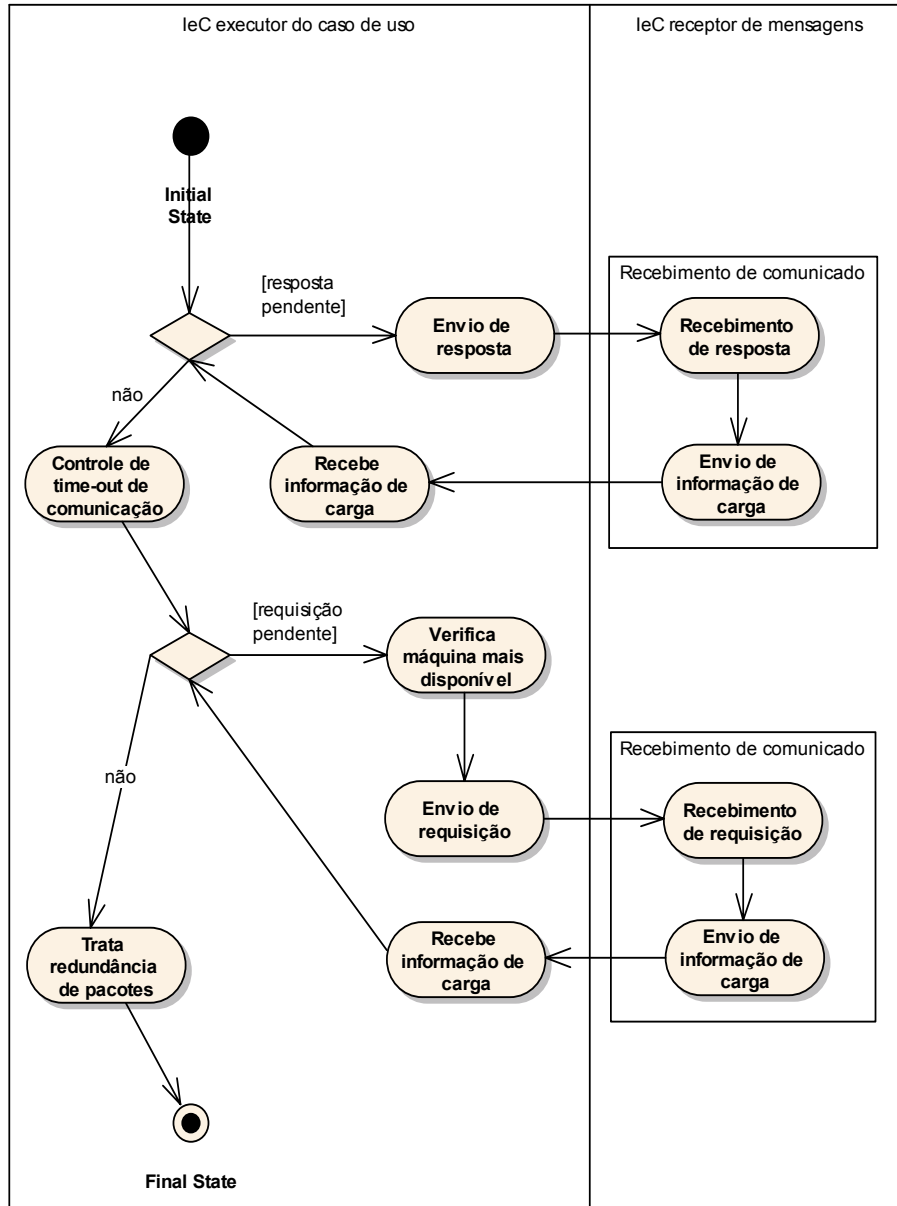 IeC executor do caso de uso
IeC receptor de mensagens
Initial
State
[resposta
pendente]
Envio de
resposta
Recebimento de comunicado
Recebimento
de resposta
não
Controle de
time-out de
comunicação
Recebe
informação de
carga
Envio de
informação de
carga
[requisição
pendente]
Verifica
máquina mais
disponível
Recebimento de comunicado
não
Envio de
requisição
Recebimento
de requisição
Trata
redundância
de pacotes
Recebe
informação de
carga
Envio de
informação de
carga
Final State